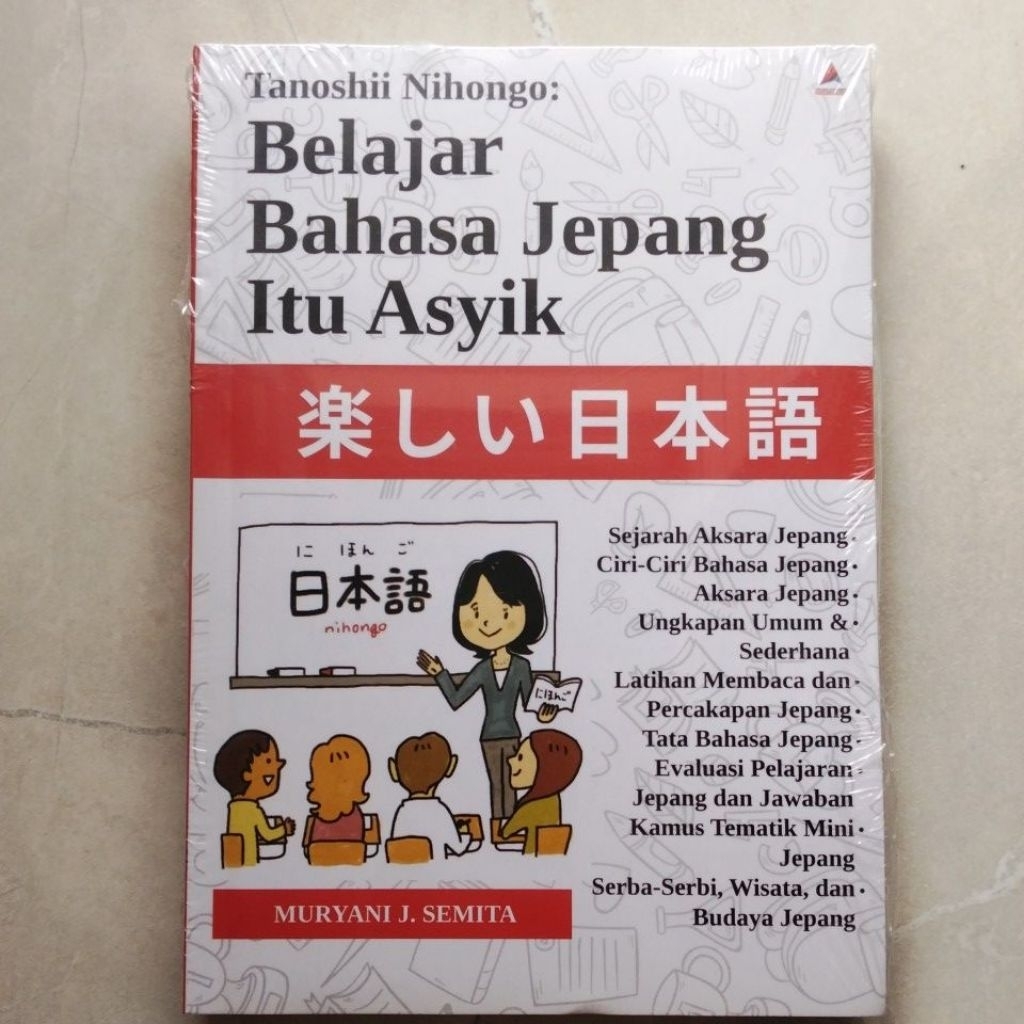 Tanoshii Nihongo:
Belajar
Bahasa Jepang
Itu Asyik
楽しい日本語
に ほん ご
日本語
nihongo
にほんご
Sejarah Aksara Jepang •
Ciri-Ciri Bahasa Jepang •
Aksara Jepang •
Ungkapan Umum & •
Sederhana
Latihan Membaca dan •
Percakapan Jepang •
Tata Bahasa Jepang •
Evaluasi Pelajaran •
Jepang dan Jawaban
Kamus Tematik Mini •
Jepang
Serba-Serbi, Wisata, dan •
Budaya Jepang
MURYANI J. SEMITA